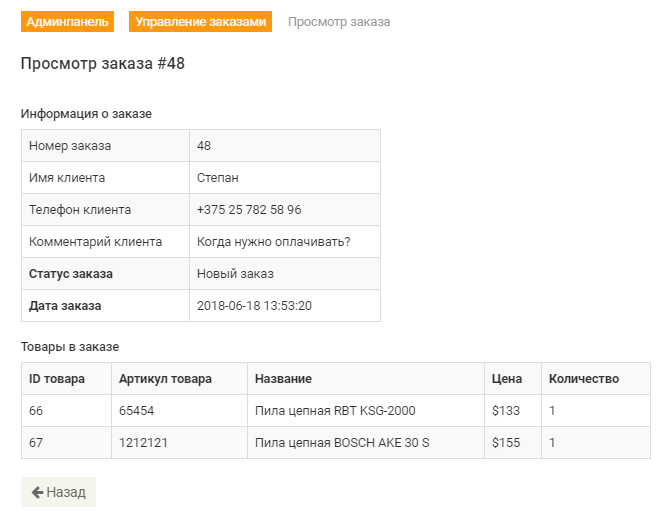 Админпанель Управление заказами Просмотр заказа
Просмотр заказа #48
Информация о заказе
Номер заказа 48
Имя клиента Степан
Телефон клиента +375 25 782 58 96
Комментарий клиента Когда нужно оплачивать?
Статус заказа Новый заказ
Дата заказа 2018-06-18 13:53:20
Товары в заказе
ID товара Артикул товара Название Цена Количество
66 65454 Пила цепная RBT KSG-2000 $133 1
67 1212121 Пила цепная BOSCH AKE 30 S $155 1
Назад